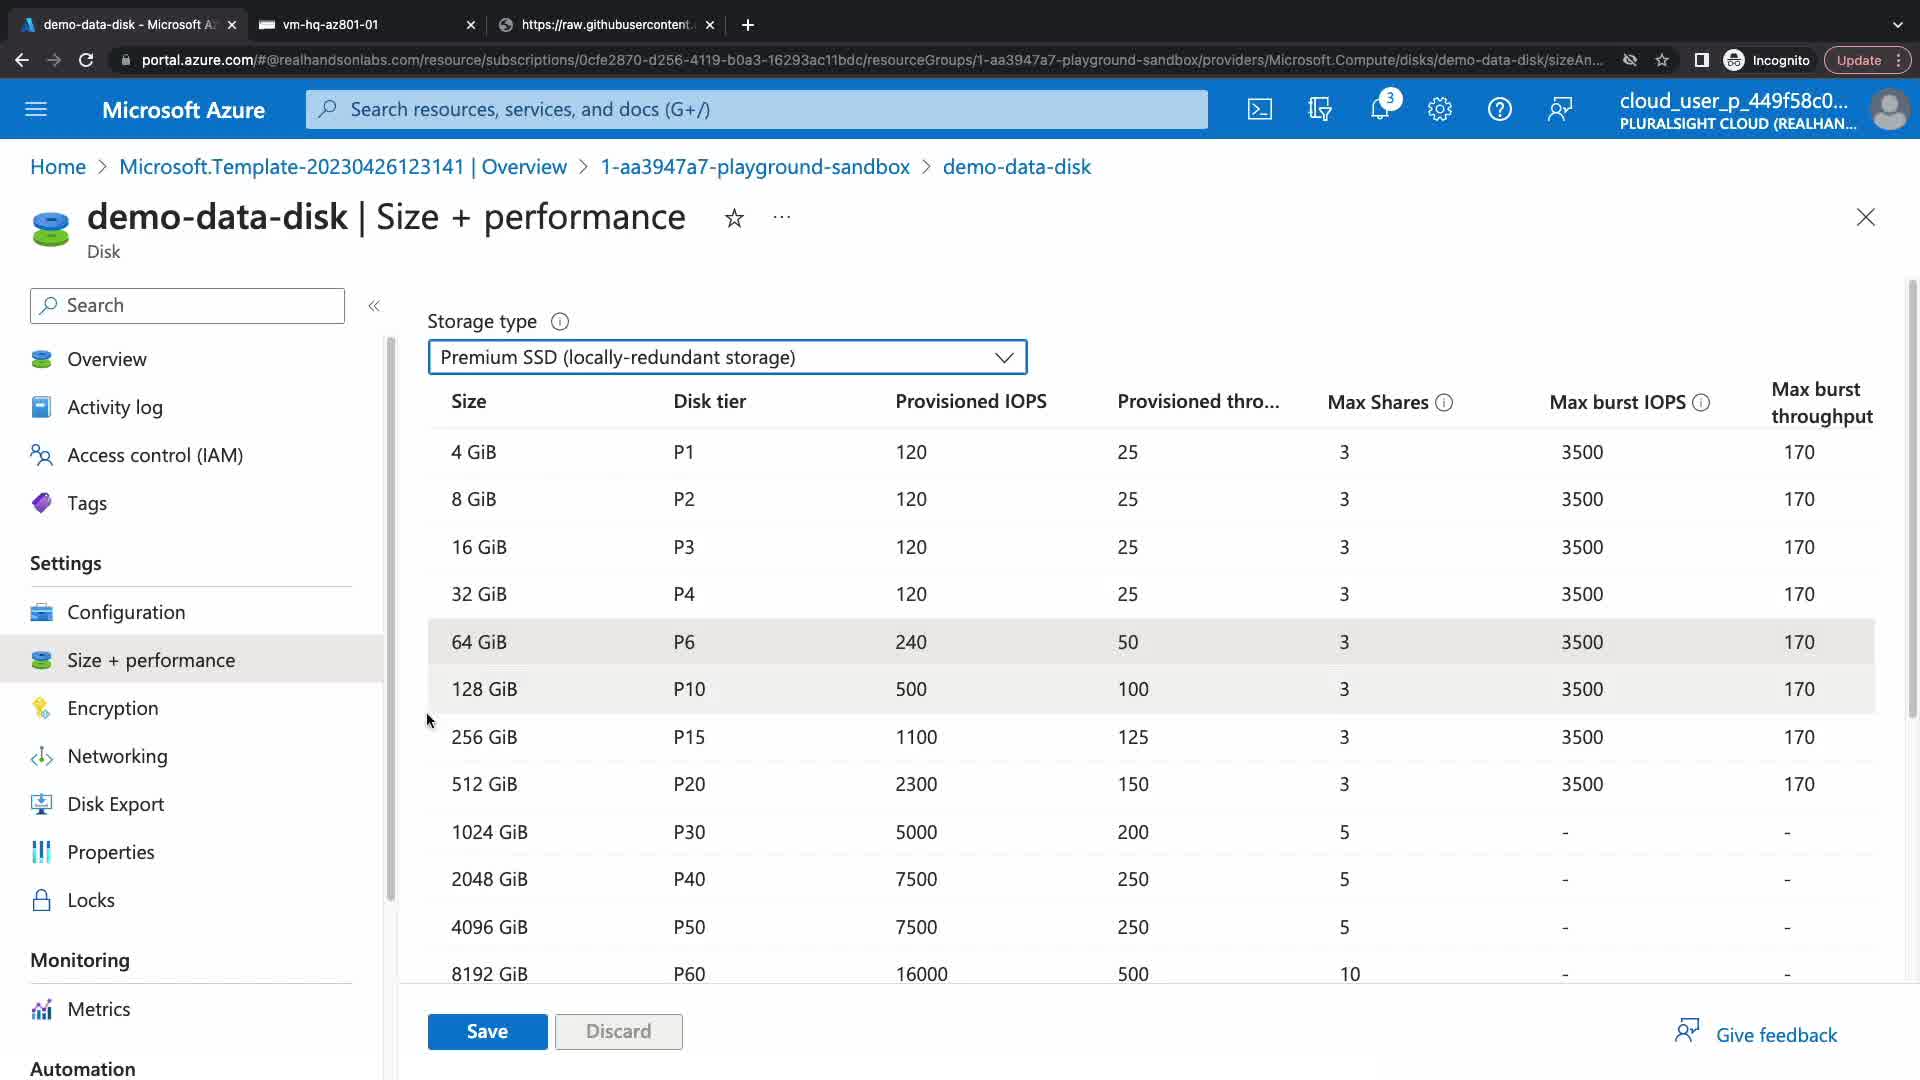 demo-data-disk - Microsoft Az
vm-hq-az801-01
https://raw.githubusercontent.
portal.azure.com/#@realhandsonlabs.com/resource/subscriptions/0cfe2870-d256-4119-b0a3-16293ac11bdc/resourceGroups/1-aa3947a7-playground-sandbox/providers/Microsoft.Compute/disks/demo-data-disk/sizeAn...
Incognito
Update
Microsoft Azure
Search resources, services, and docs (G+/)
3
cloud_user_p_449f58c0...
PLURALSIGHT CLOUD (REALHAN...
Home > Microsoft.Template-20230426123141 | Overview > 1-aa3947a7-playground-sandbox > demo-data-disk
demo-data-disk | Size + performance
Disk
Search
Overview
Activity log
Access control (IAM)
Tags
Settings
Configuration
Size + performance
Encryption
Networking
Disk Export
Properties
Locks
Monitoring
Metrics
Automation
Storage type
Premium SSD (locally-redundant storage)
Size Disk tier Provisioned IOPS Provisioned thro... Max Shares Max burst IOPS Max burst throughput
4 GiB P1 120 25 3 3500 170
8 GiB P2 120 25 3 3500 170
16 GiB P3 120 25 3 3500 170
32 GiB P4 120 25 3 3500 170
64 GiB P6 240 50 3 3500 170
128 GiB P10 500 100 3 3500 170
256 GiB P15 1100 125 3 3500 170
512 GiB P20 2300 150 3 3500 170
1024 GiB P30 5000 200 5 - -
2048 GiB P40 7500 250 5 - -
4096 GiB P50 7500 250 5 - -
8192 GiB P60 16000 500 10 - -
Save
Discard
Give feedback